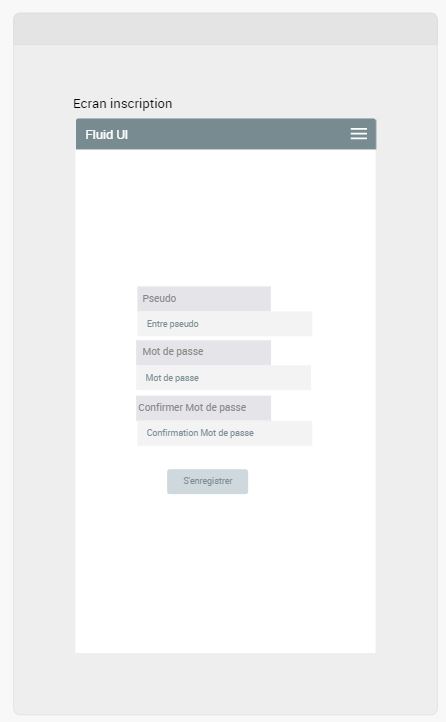 Ecran inscription
Fluid UI
Pseudo
Entre pseudo
Mot de passe
Mot de passe
Confirmer Mot de passe
Confirmation Mot de passe
S'enregistrer